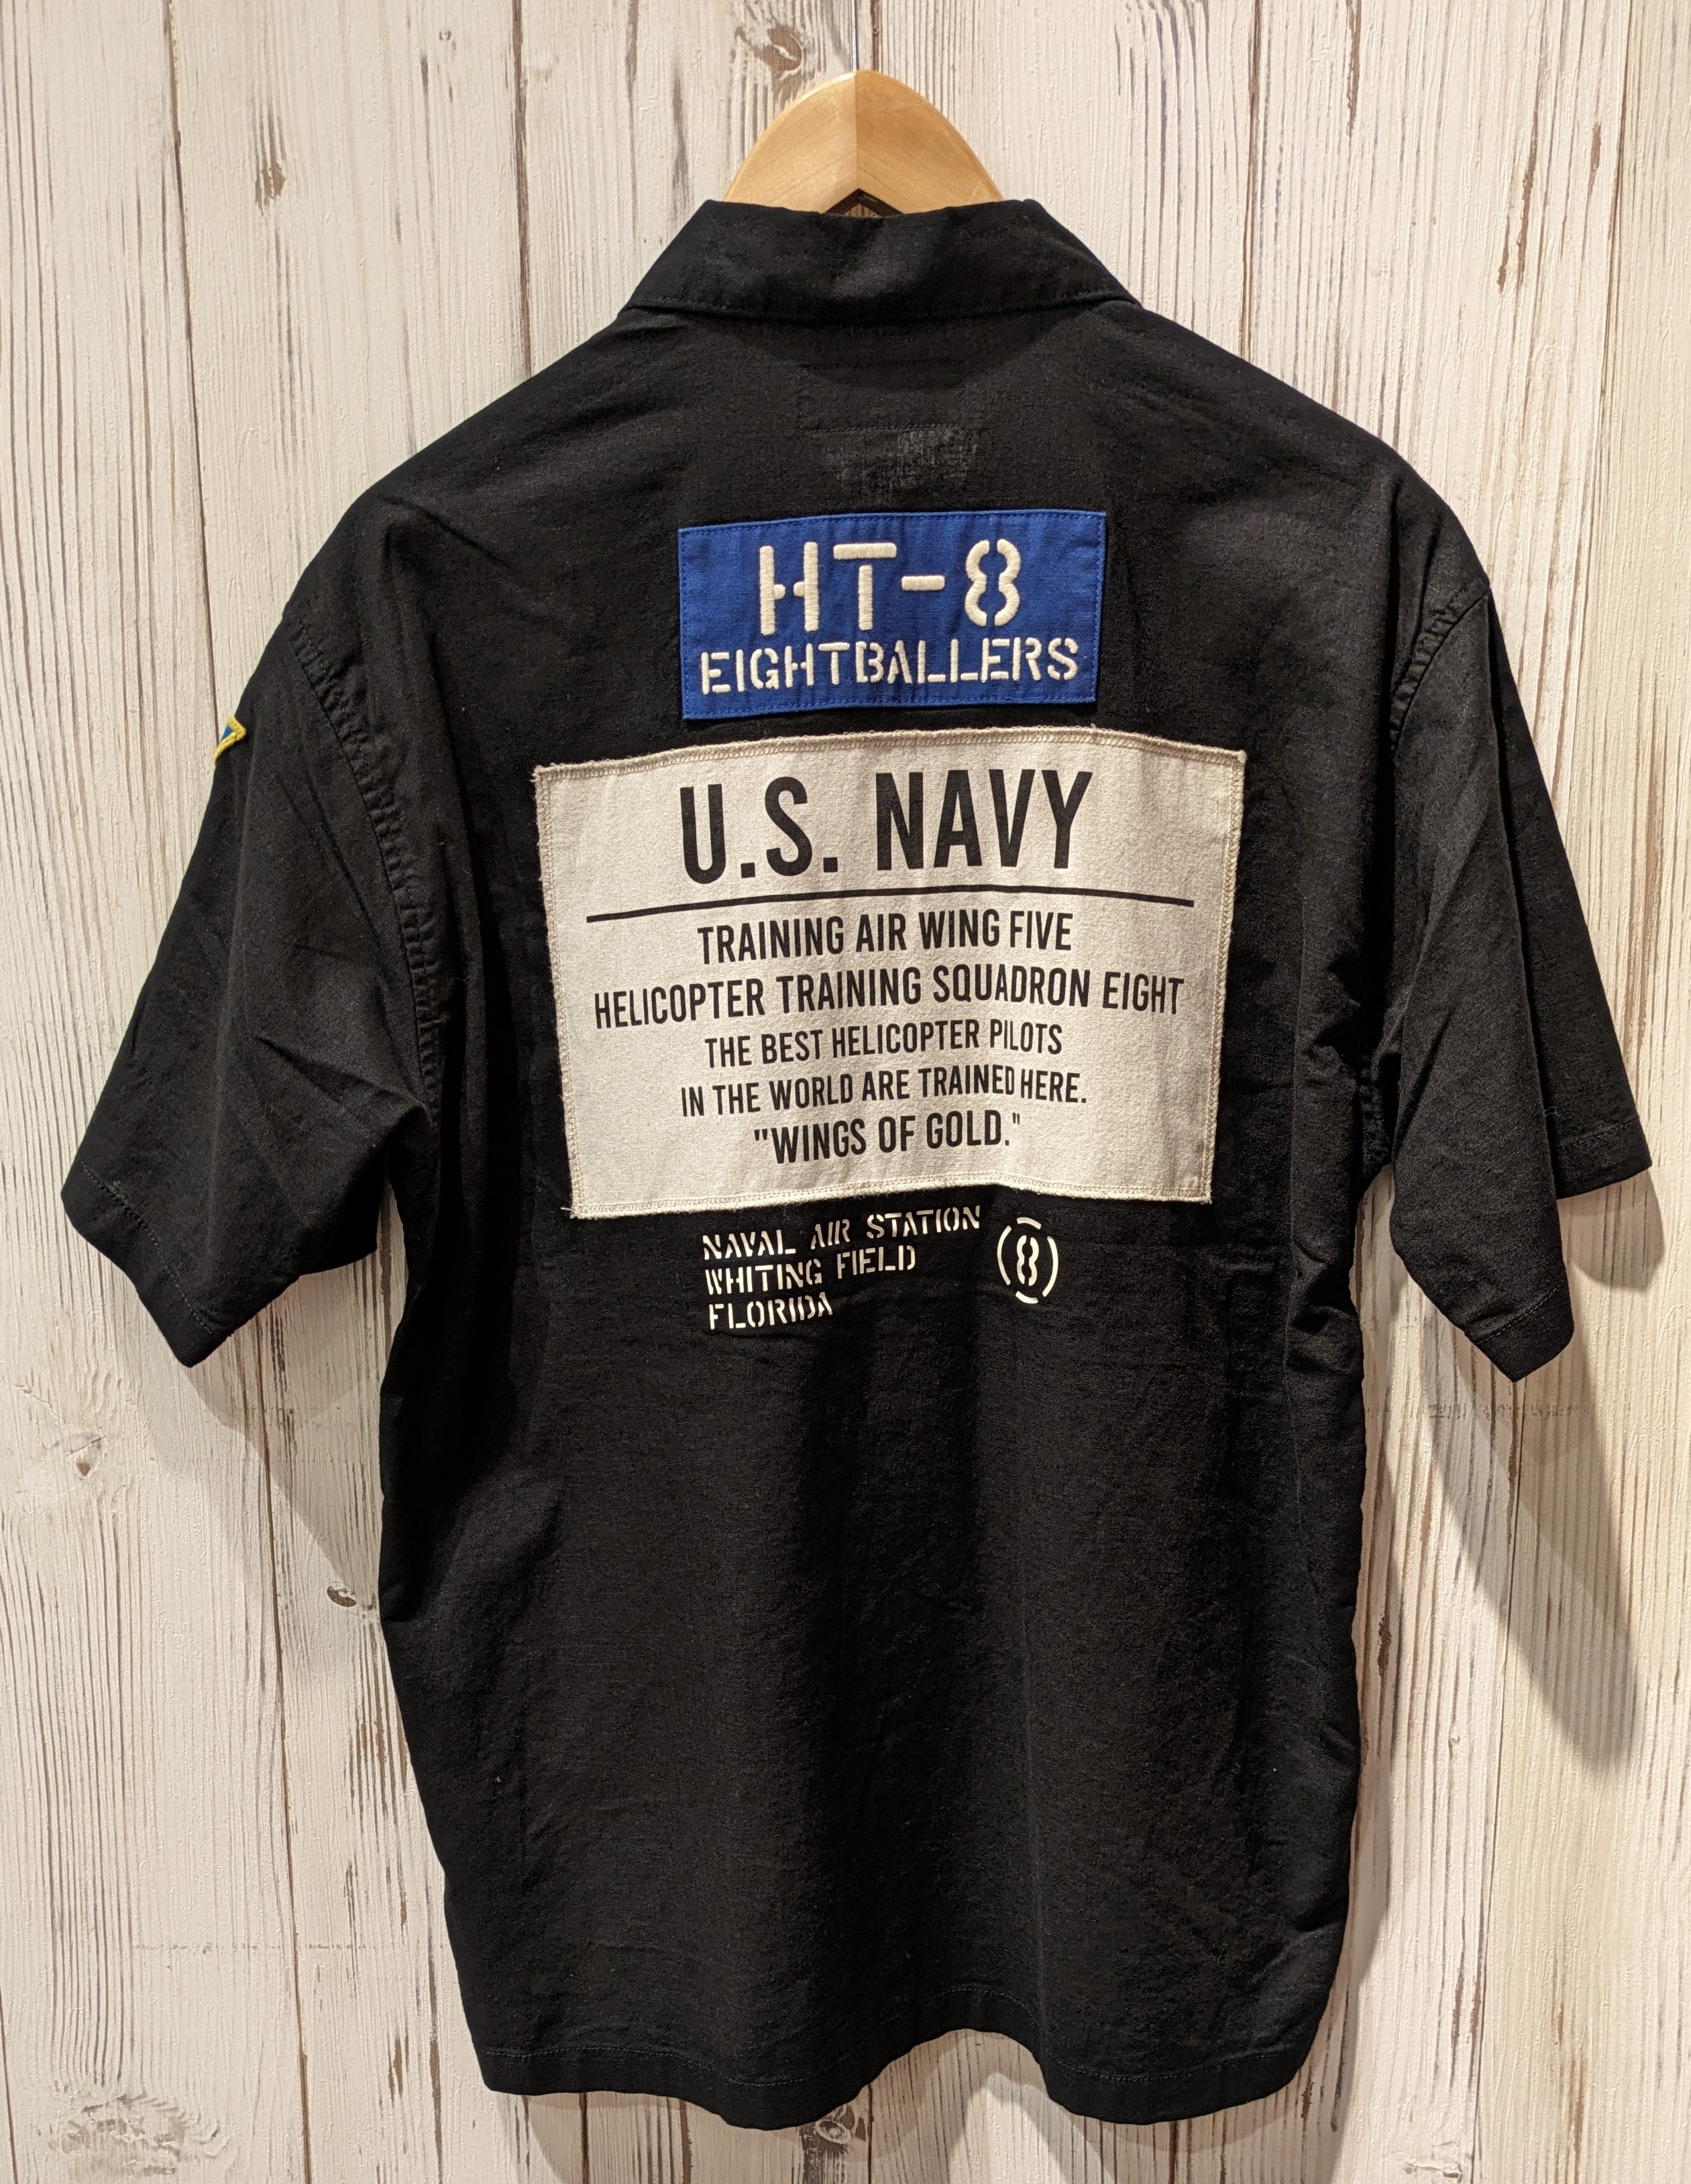 HT-8
EIGHTBALLERS
U.S. NAVY
TRAINING AIR WING FIVE
HELICOPTER TRAINING SQUADRON EIGHT
THE BEST HELICOPTER PILOTS
IN THE WORLD ARE TRAINED HERE.
"WINGS OF GOLD."
NAVAL AIR STATION
WHITING FIELD
FLORIDA
8